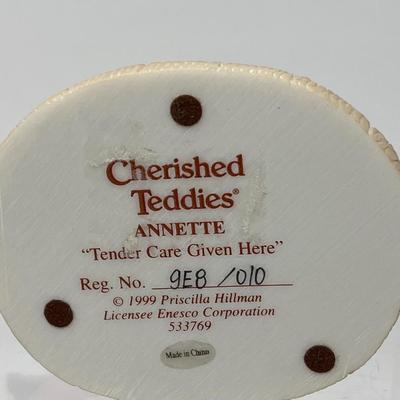 Cherished
Teddies®
ANNETTE
“Tender Care Given Here”
Reg. No. 9E8/010
© 1999 Priscilla Hillman
Licensee Enesco Corporation
533769
Made in China